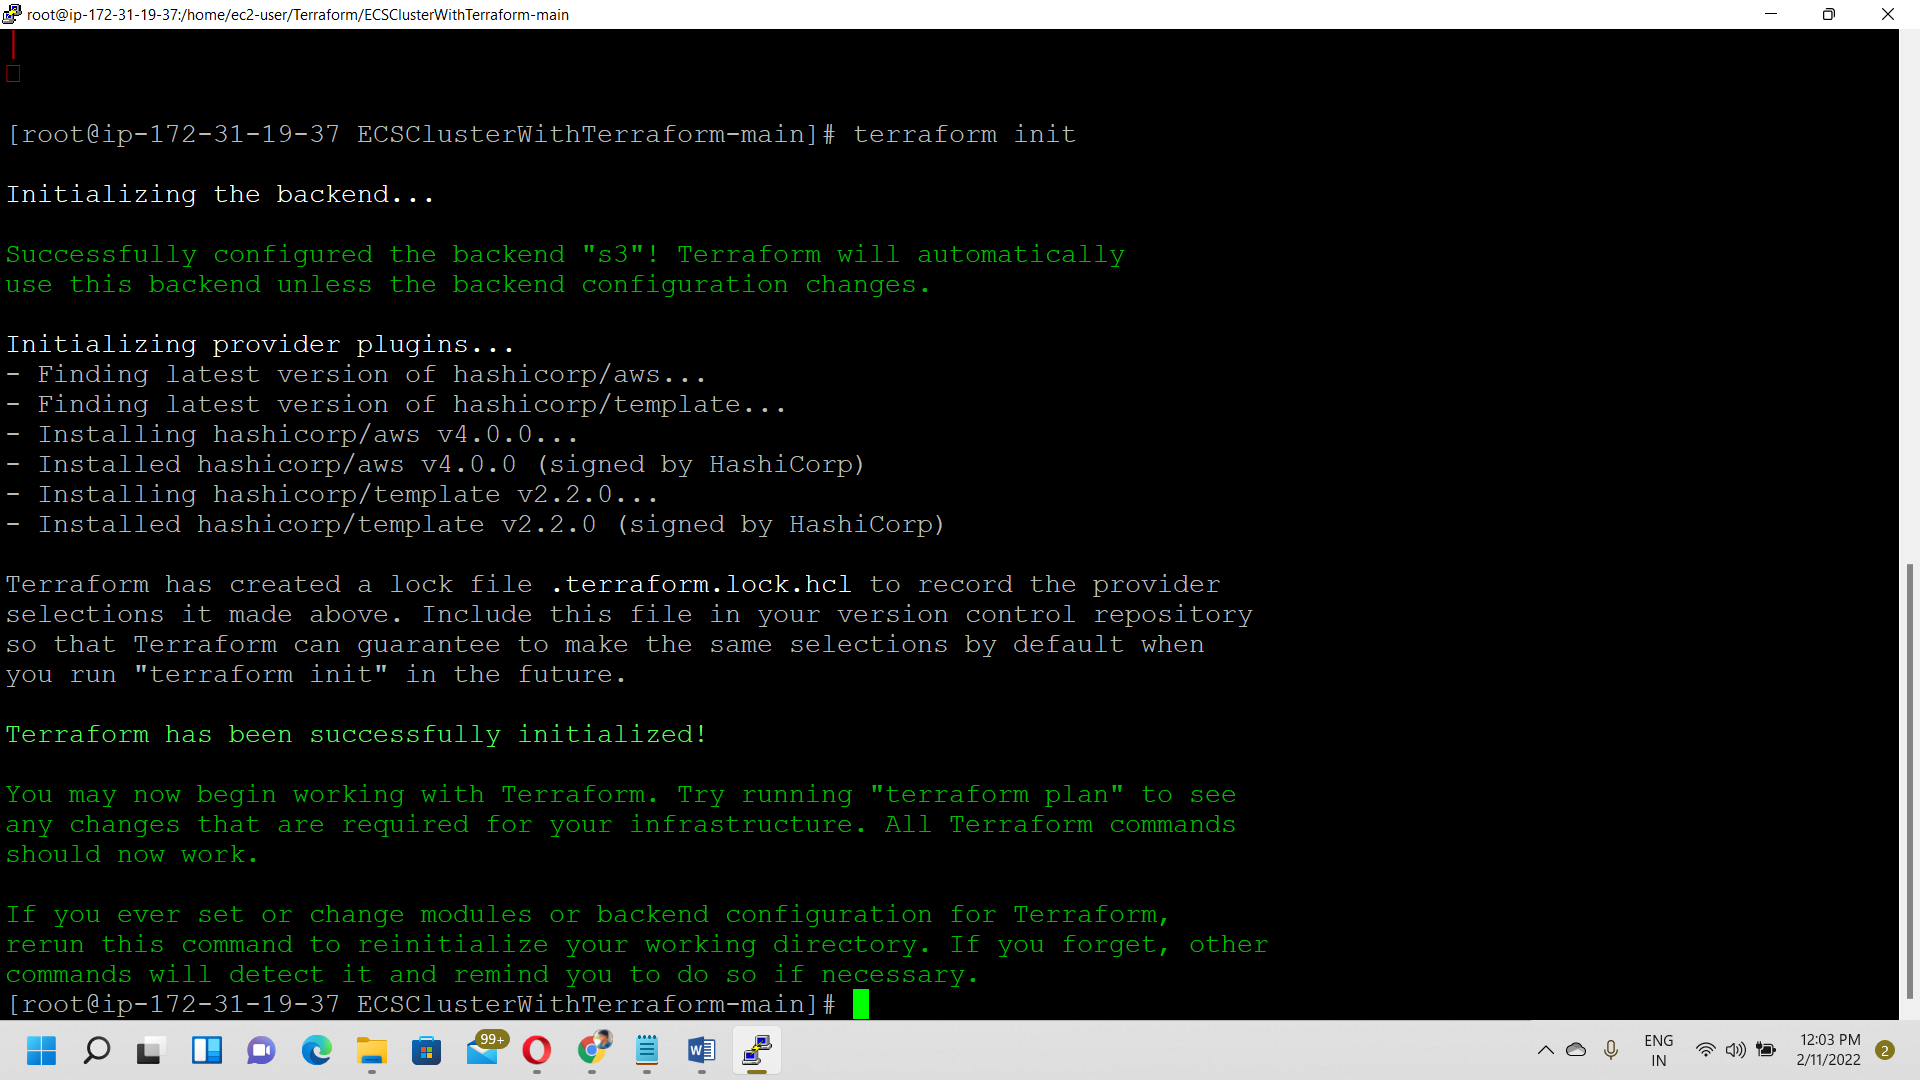 root@ip-172-31-19-37:/home/ec2-user/Terraform/ECSClusterWithTerraform-main
[root@ip-172-31-19-37 ECSClusterWithTerraform-main]# terraform init
Initializing the backend...
Successfully configured the backend "s3"! Terraform will automatically
use this backend unless the backend configuration changes.
Initializing provider plugins...
- Finding latest version of hashicorp/aws...
- Finding latest version of hashicorp/template...
- Installing hashicorp/aws v4.0.0...
- Installed hashicorp/aws v4.0.0 (signed by HashiCorp)
- Installing hashicorp/template v2.2.0...
- Installed hashicorp/template v2.2.0 (signed by HashiCorp)
Terraform has created a lock file .terraform.lock.hcl to record the provider
selections it made above. Include this file in your version control repository
so that Terraform can guarantee to make the same selections by default when
you run "terraform init" in the future.
Terraform has been successfully initialized!
You may now begin working with Terraform. Try running "terraform plan" to see
any changes that are required for your infrastructure. All Terraform commands
should now work.
If you ever set or change modules or backend configuration for Terraform,
rerun this command to reinitialize your working directory. If you forget, other
commands will detect it and remind you to do so if necessary.
[root@ip-172-31-19-37 ECSClusterWithTerraform-main]#
99+
ENG
IN
12:03 PM
2/11/2022
2